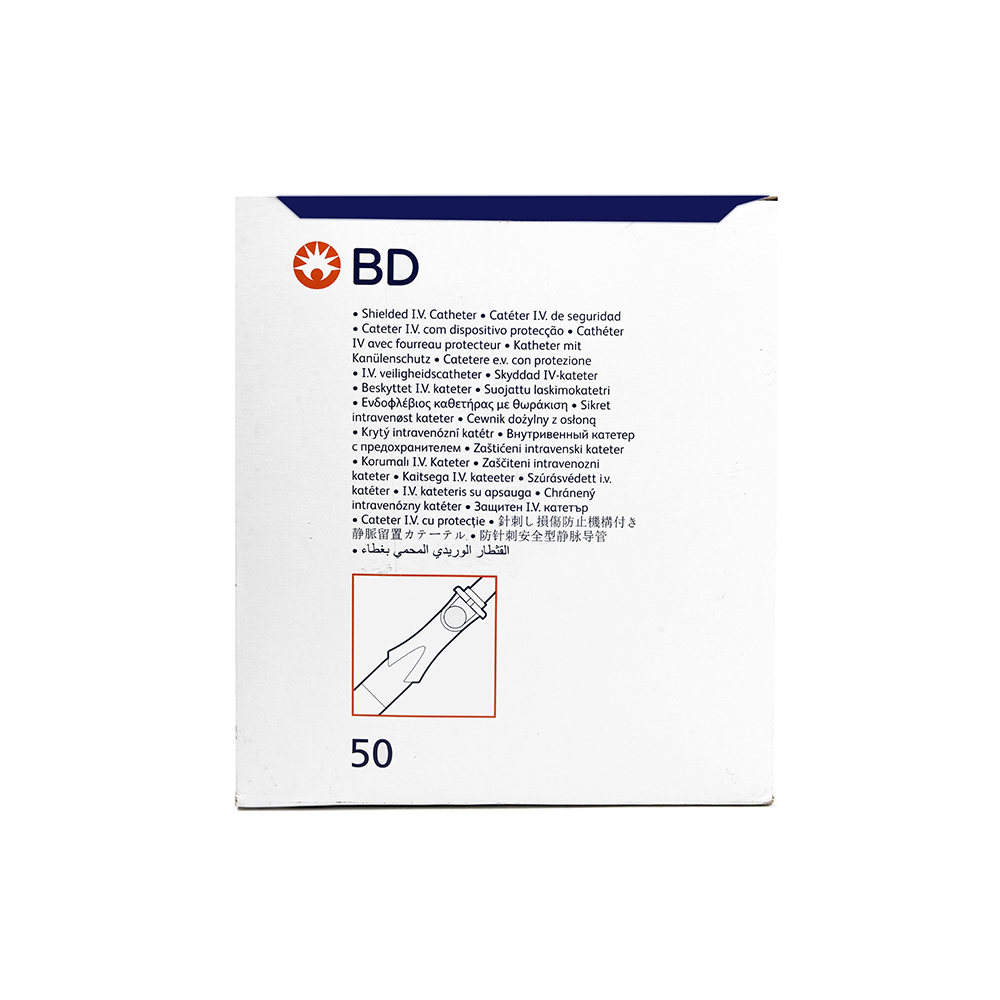 BD
• Shielded I.V. Catheter • Catéter I.V. de seguridad
• Cateter I.V. com dispositivo protecção • Cathéter
IV avec fourreau protecteur • Katheter mit
Kanülenschutz • Catetere e.v. con protezione
• I.V. veiligheidscatheter • Skyddad IV-kateter
• Beskyttet I.V. kateter • Suojattu laskimokatetri
• Ενδοφλέβιος καθετήρας με θωράκιση • Sikret
intravenøst kateter • Cewnik dożylny z osłoną
• Krytý intravenózní katétr • Внутривенный катетер
с предохранителем • Zaštićeni intravenski kateter
• Korumalı I.V. Kateter • Zaščiteni intravenozni
kateter • Kaitsega I.V. kateeter • Szúrásvédett i.v.
katéter • I.V. kateteris su apsauga • Chránený
intravenózny katéter • Защитен I.V. катетър
• Cateter I.V. cu protecţie • 針刺し損傷防止機構付き
静脈留置カテーテル • 防针刺安全型静脉导管
• القثطار الوريدي المحمي بغطاء
50